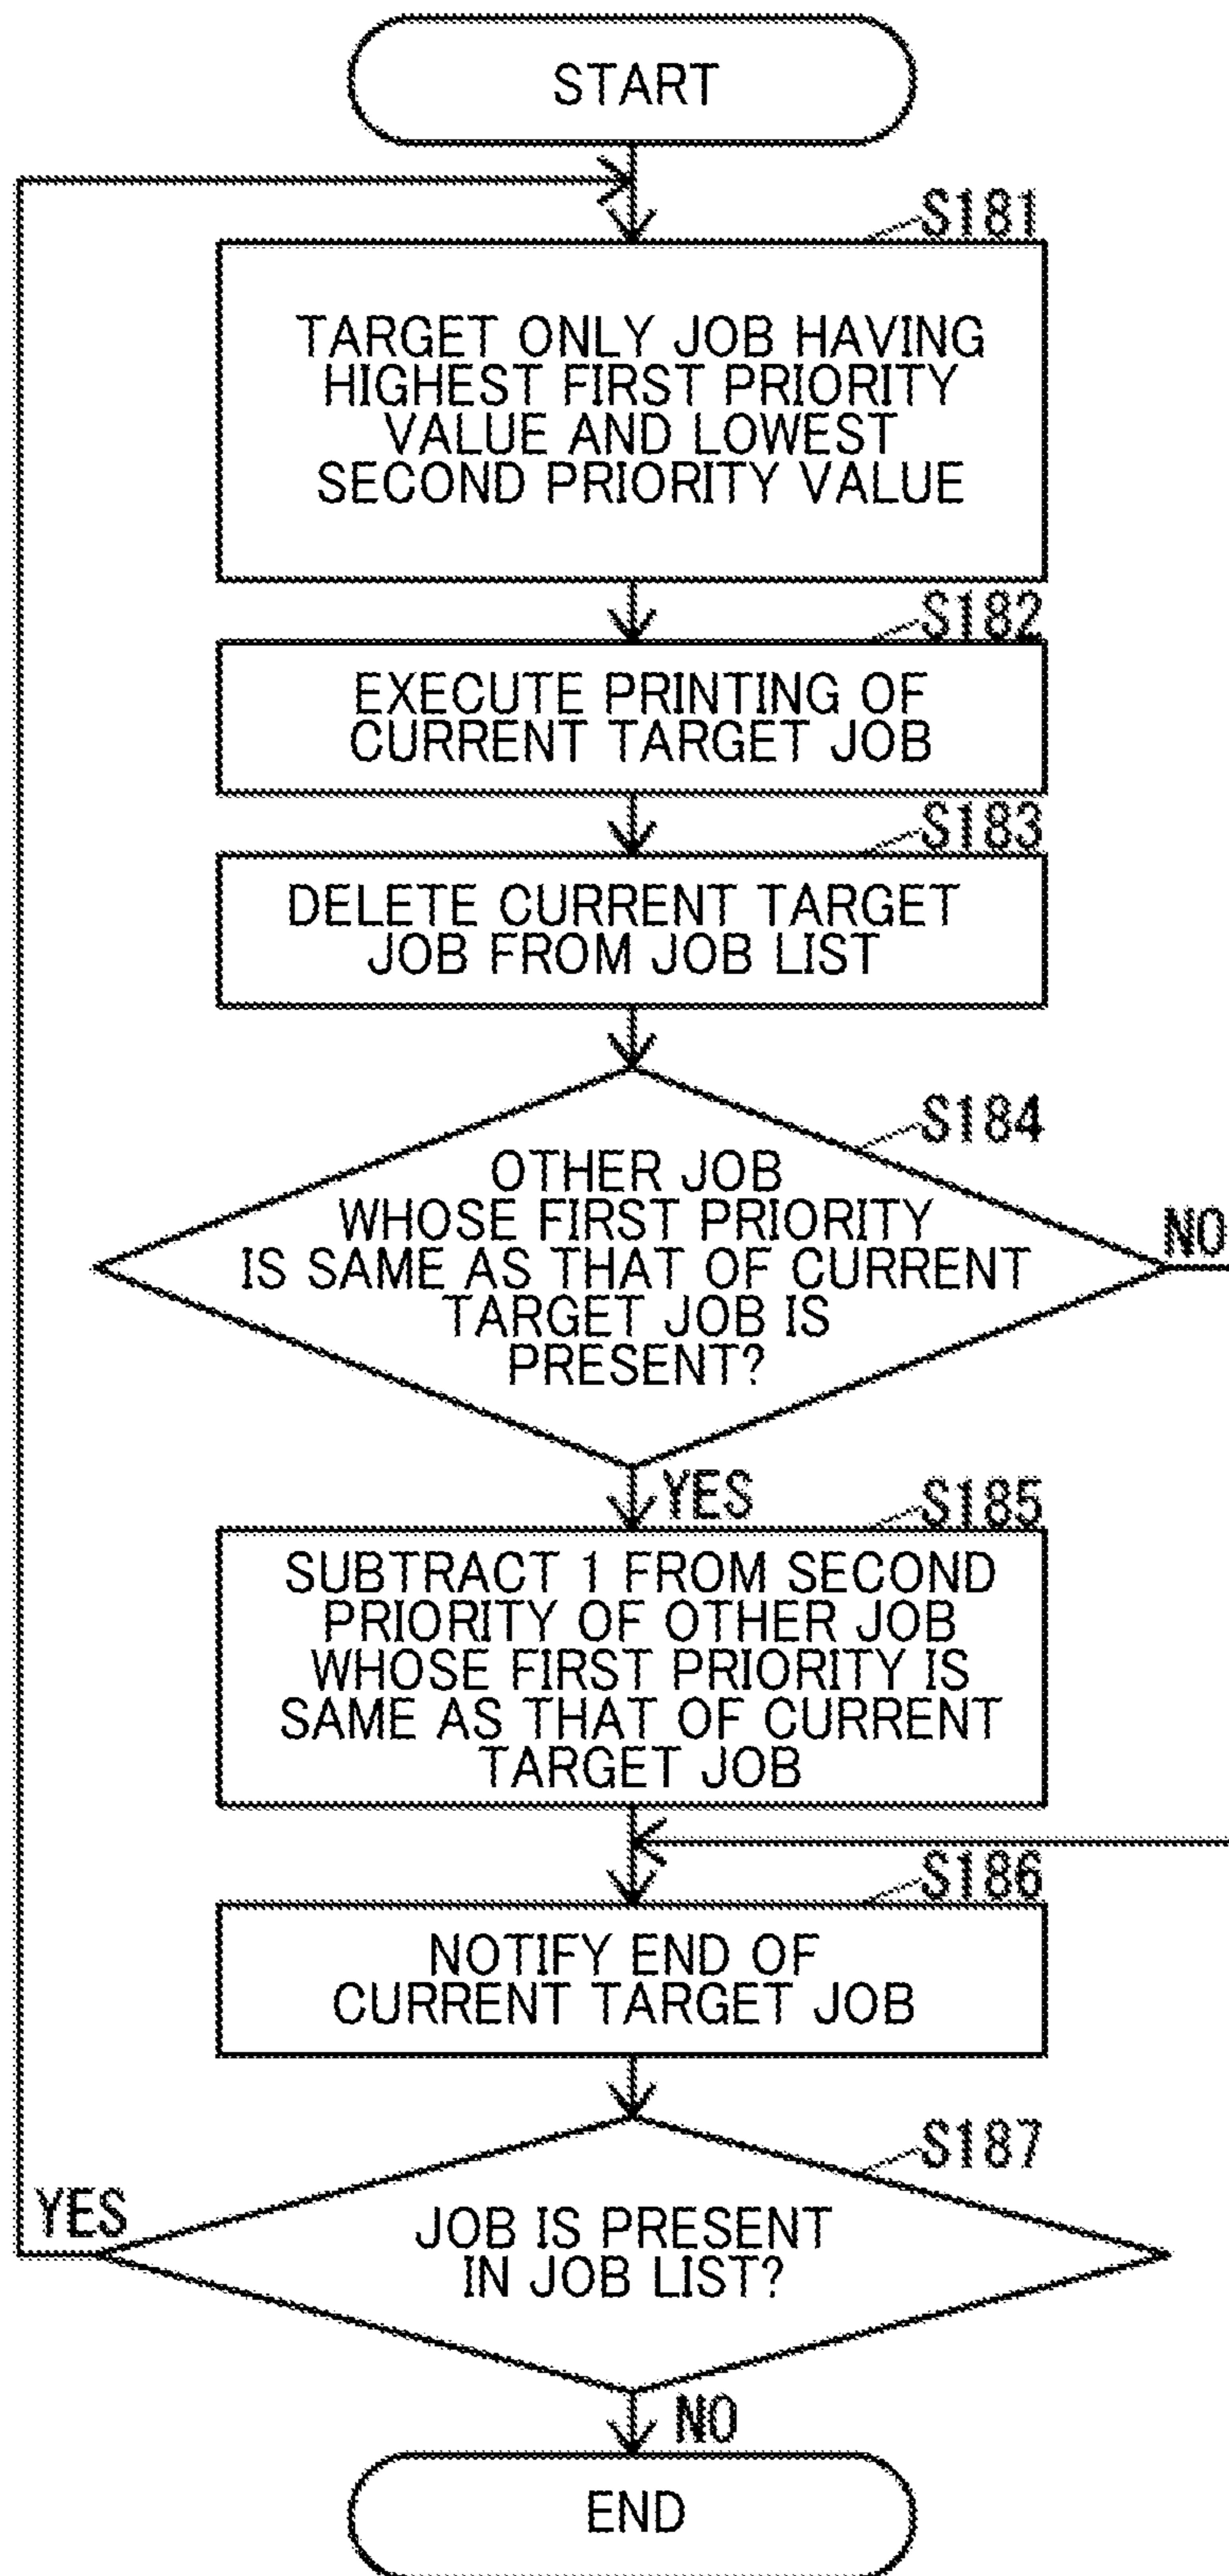 START
S181
TARGET ONLY JOB HAVING
HIGHEST FIRST PRIORITY
VALUE AND LOWEST
SECOND PRIORITY VALUE
S182
EXECUTE PRINTING OF
CURRENT TARGET JOB
S183
DELETE CURRENT TARGET
JOB FROM JOB LIST
S184
OTHER JOB
WHOSE FIRST PRIORITY
IS SAME AS THAT OF CURRENT
TARGET JOB IS
PRESENT?
NO
YES
S185
SUBTRACT 1 FROM SECOND
PRIORITY OF OTHER JOB
WHOSE FIRST PRIORITY IS
SAME AS THAT OF CURRENT
TARGET JOB
S186
NOTIFY END OF
CURRENT TARGET JOB
S187
YES
JOB IS PRESENT
IN JOB LIST?
NO
END